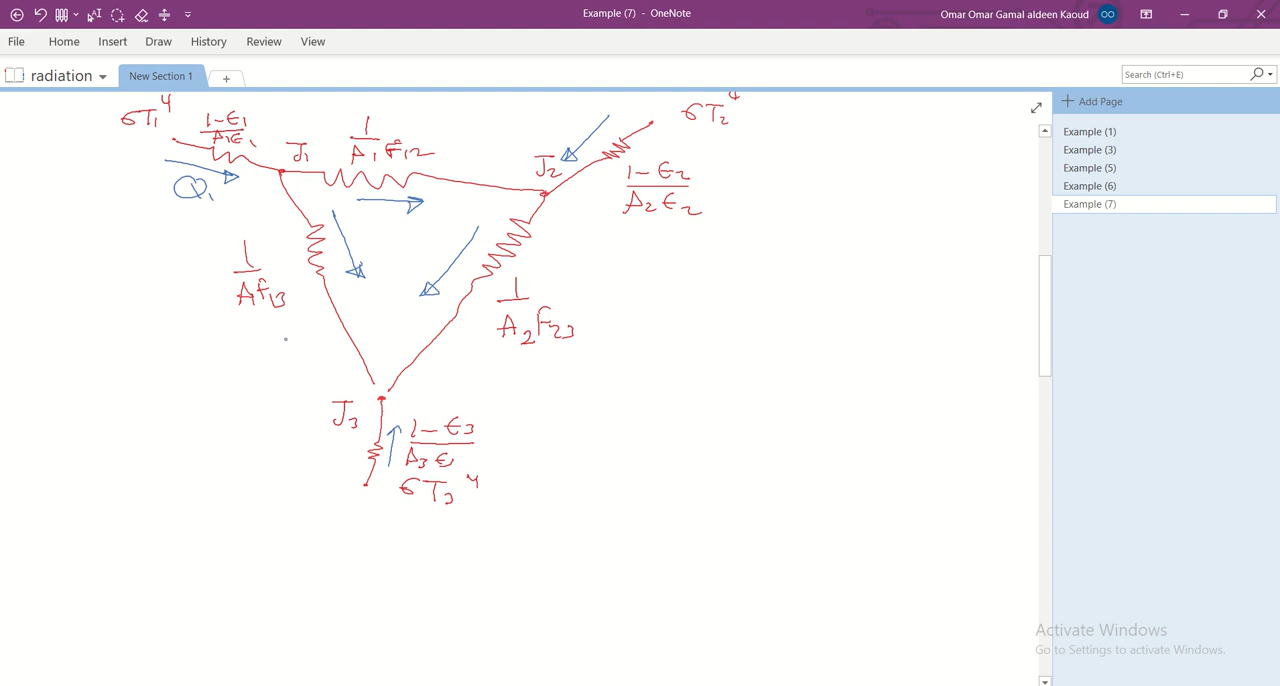 Example (7) - OneNote
Omar Omar Gamal aldeen Kaoud
OO
File Home Insert Draw History Review View
radiation
New Section 1
+
Search (Ctrl+E)
Add Page
Example (1)
Example (3)
Example (5)
Example (6)
Example (7)
σT₁⁴
1-ϵ₁
A₁ϵ₁
J₁
1
A₁F₁₂
σT₂⁴
J₂
1-ϵ₂
A₂ϵ₂
Q₁
1
AF₁₃
1
A₂F₂₃
J₃
1-ϵ₃
A₃ϵ
σT₃⁴
Activate Windows
Go to Settings to activate Windows.